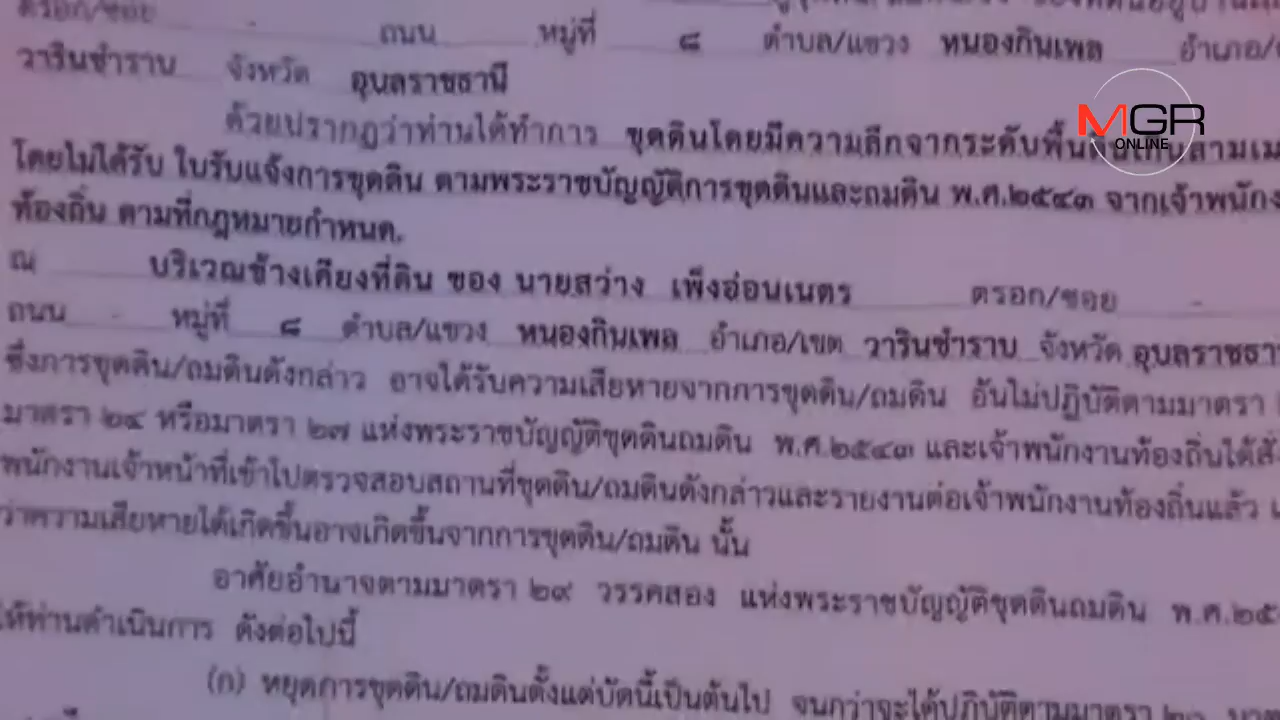 ตรอก/ซอย - 
ถนน หมู่ที่ ๘ ตำบล/แขวง หนองกินเพล อำเภอ/
วารินชำราบ จังหวัด อุบลราชธานี
MGR
ONLINE
ด้วยปรากฏว่าท่านได้ทำการ ขุดดินโดยมีความลึกจากระดับพื้นดินเกินสามเม
โดยไม่ได้รับ ใบรับแจ้งการขุดดิน ตามพระราชบัญญัติการขุดดินและถมดิน พ.ศ.๒๕๔๓ จากเจ้าพนักง
ท้องถิ่น ตามที่กฎหมายกำหนด.
ณ บริเวณข้างเคียงที่ดิน ของ นายสว่าง เพ็งอ่อนเนตร ตรอก/ซอย -
ถนน - หมู่ที่ ๘ ตำบล/แขวง หนองกินเพล อำเภอ/เขต วารินชำราบ จังหวัด อุบลราชธา
ซึ่งการขุดดิน/ถมดินดังกล่าว อาจได้รับความเสียหายจากการขุดดิน/ถมดิน อันไม่ปฏิบัติตามมาตรา
มาตรา ๒๔ หรือมาตรา ๒๗ แห่งพระราชบัญญัติขุดดินถมดิน พ.ศ.๒๕๔๓ และเจ้าพนักงานท้องถิ่นได้สั่
พนักงานเจ้าหน้าที่เข้าไปตรวจสอบสถานที่ขุดดิน/ถมดินดังกล่าวและรายงานต่อเจ้าพนักงานท้องถิ่นแล้ว
ว่าความเสียหายได้เกิดขึ้นอาจเกิดขึ้นจากการขุดดิน/ถมดิน นั้น
อาศัยอำนาจตามมาตรา ๒๙ วรรคสอง แห่งพระราชบัญญัติขุดดินถมดิน พ.ศ.๒๕
ให้ท่านดำเนินการ ดังต่อไปนี้
(ก) หยุดการขุดดิน/ถมดินตั้งแต่บัดนี้เป็นต้นไป จนกว่าจะได้ปฏิบัติตามมาตรา